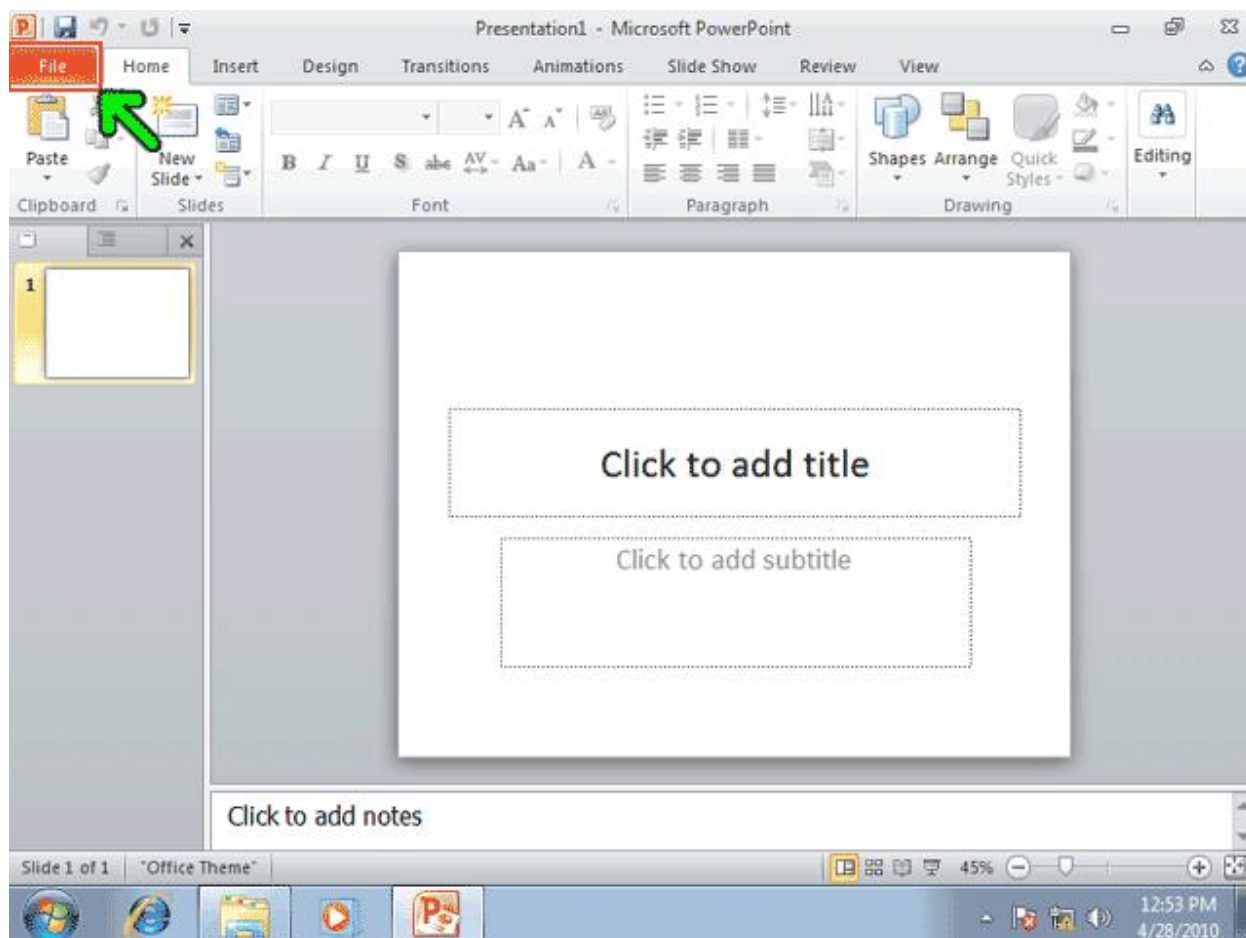 Presentation1 - Microsoft PowerPoint
File Home Insert Design Transitions Animations Slide Show Review View
Paste
New Slide
B I U S abc AV Aa A
Shapes Arrange Quick Styles
Editing
Clipboard Slides Font Paragraph Drawing
1
Click to add title
Click to add subtitle
Click to add notes
Slide 1 of 1 "Office Theme" 45%
12:53 PM
4/28/2010